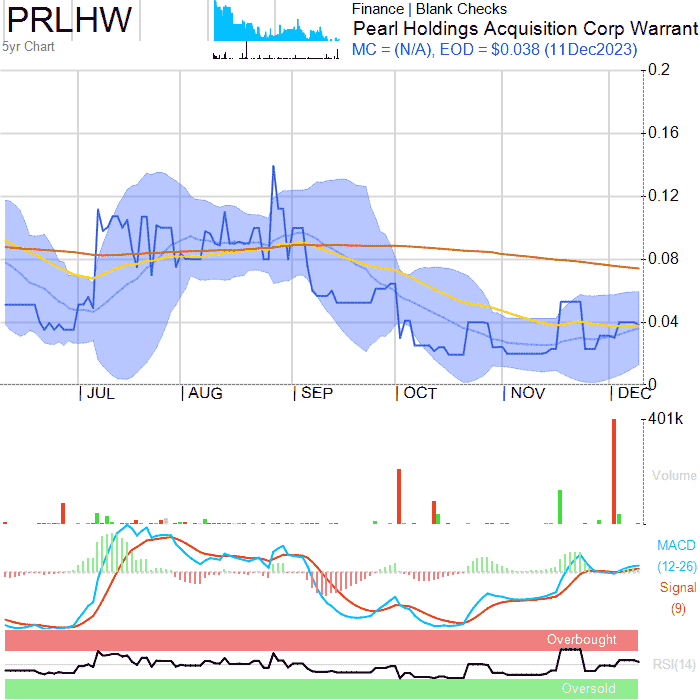 PRLHW
5yr Chart
Finance | Blank Checks
Pearl Holdings Acquisition Corp Warrant
MC = (N/A), EOD = $0.038 (11Dec2023)
0.2
0.16
0.12
0.08
0.04
0
JUL AUG SEP OCT NOV DEC
401k
Volume
MACD
(12-26)
Signal
(9)
Overbought
RSI(14)
Oversold